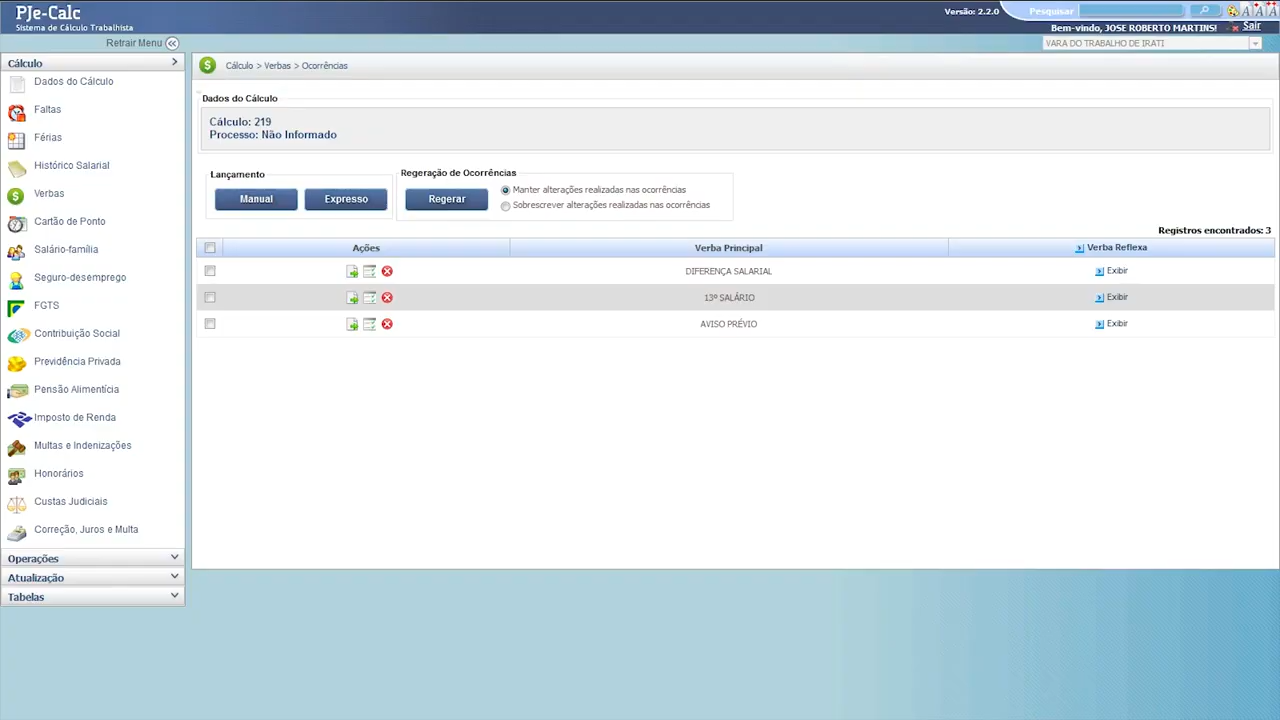 PJe-Calc
Sistema de Cálculo Trabalhista
Versão: 2.2.0
Pesquisar
A A A
Bem-vindo, JOSE ROBERTO MARTINS!
Sair
Retrair Menu
VARA DO TRABALHO DE IRATI
Cálculo
Dados do Cálculo
Faltas
Férias
Histórico Salarial
Verbas
Cartão de Ponto
Salário-família
Seguro-desemprego
FGTS
Contribuição Social
Previdência Privada
Pensão Alimentícia
Imposto de Renda
Multas e Indenizações
Honorários
Custas Judiciais
Correção, Juros e Multa
Operações
Atualização
Tabelas
Cálculo > Verbas > Ocorrências
Dados do Cálculo
Cálculo: 219
Processo: Não Informado
Lançamento
Manual Expresso
Regeração de Ocorrências
Regerar
Manter alterações realizadas nas ocorrências
Sobrescrever alterações realizadas nas ocorrências
Registros encontrados: 3
Ações Verba Principal Verba Reflexa
DIFERENÇA SALARIAL Exibir
13º SALÁRIO Exibir
AVISO PRÉVIO Exibir